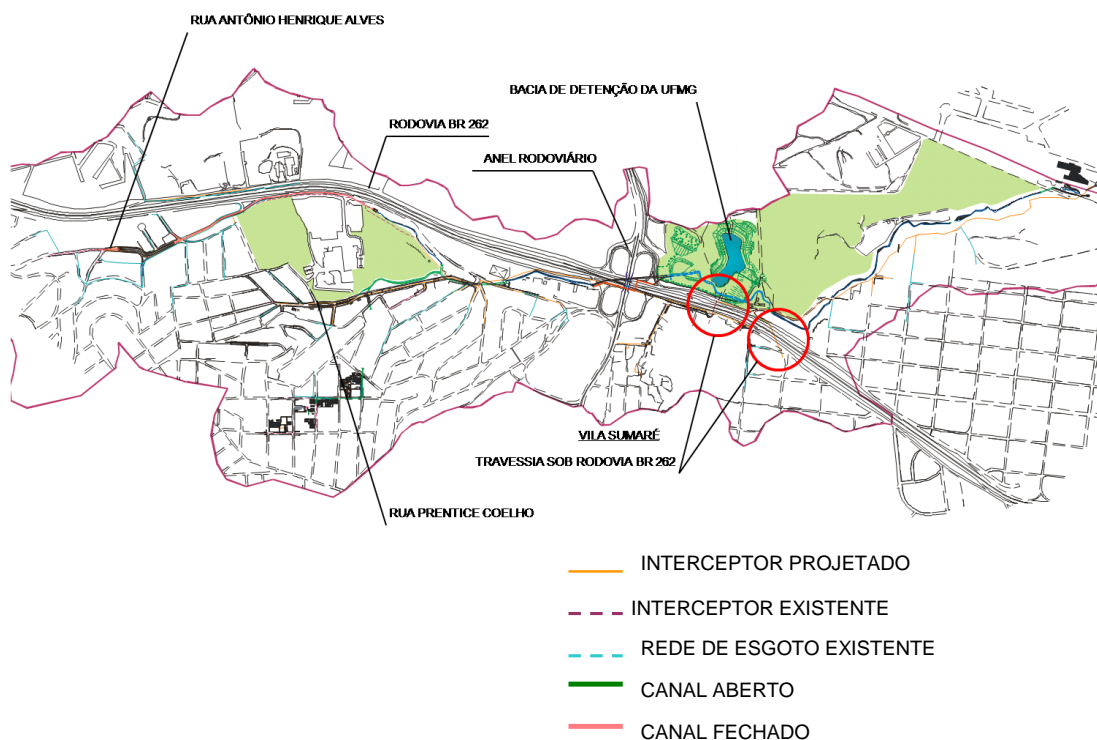 RUA ANTÔNIO HENRIQUE ALVES
BACIA DE DETENÇÃO DA UFMG
RODOVIA BR 262
ANEL RODOVIÁRIO
VILA SUMARÉ
TRAVESSIA SOB RODOVIA BR 262
RUA PRENTICE COELHO
INTERCEPTOR PROJETADO
INTERCEPTOR EXISTENTE
REDE DE ESGOTO EXISTENTE
CANAL ABERTO
CANAL FECHADO